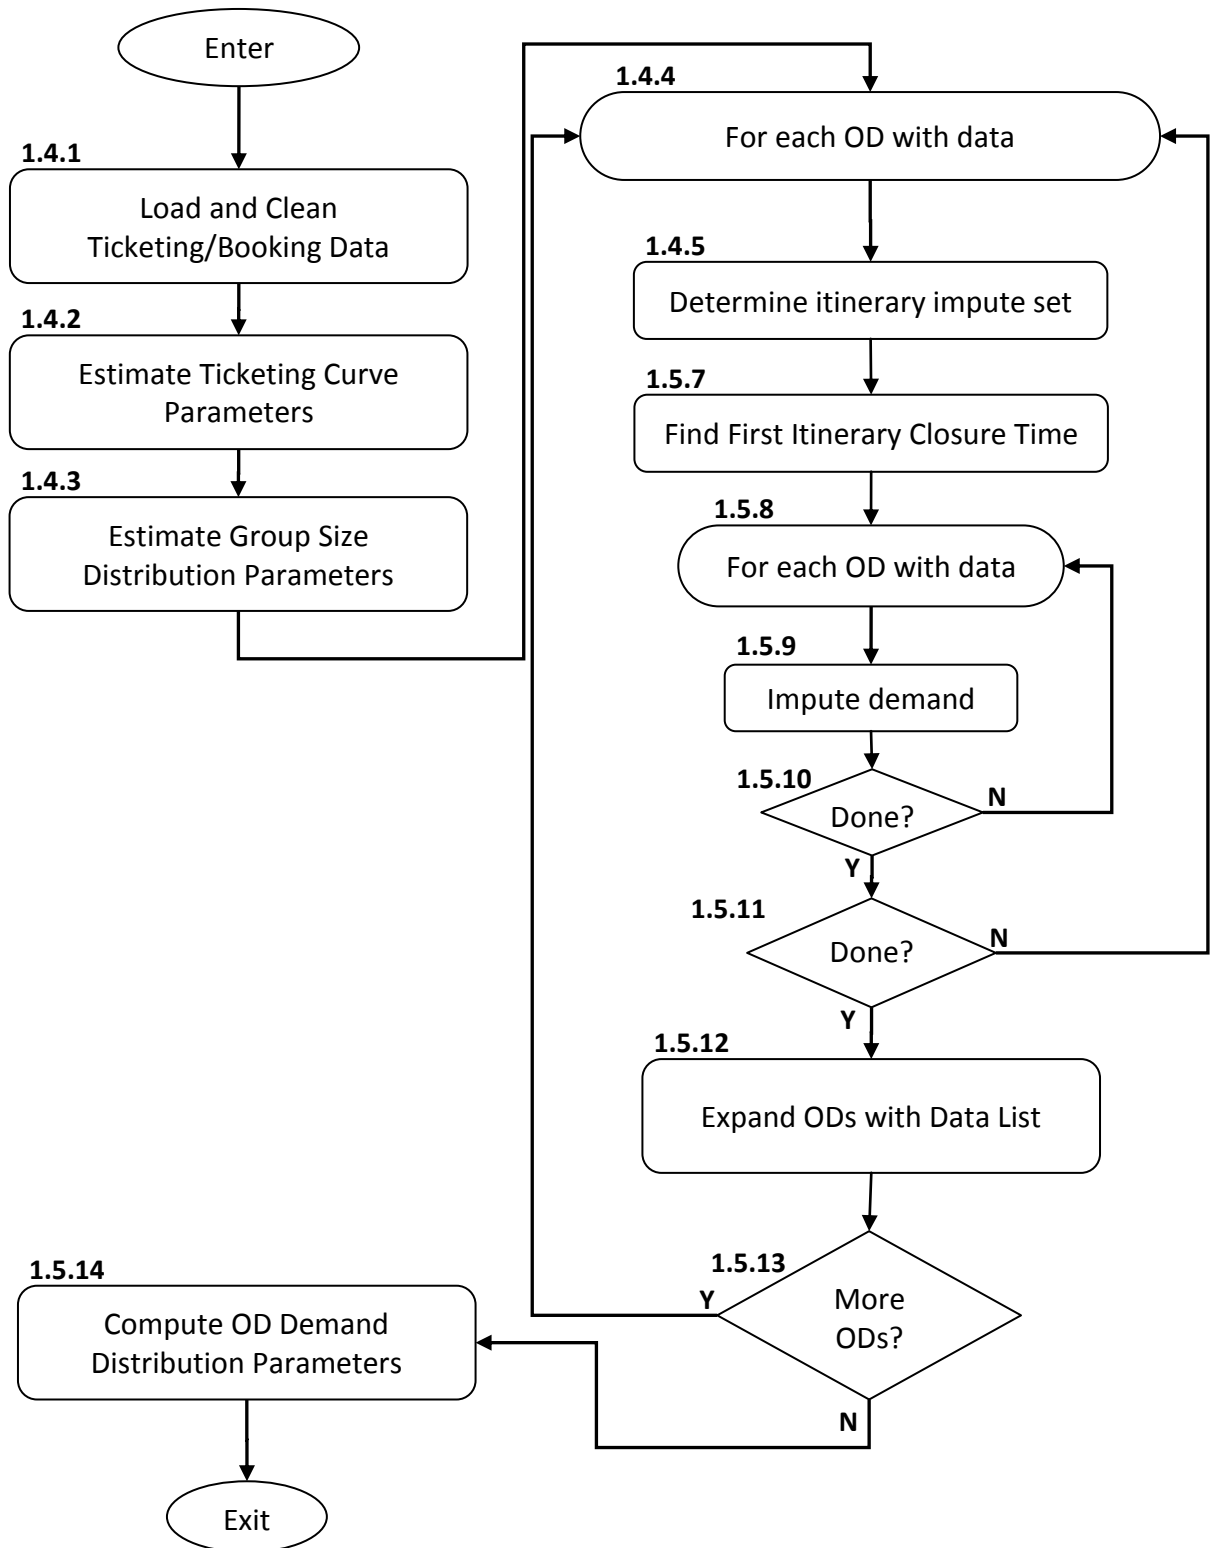 Enter
1.4.1
Load and Clean
Ticketing/Booking Data
1.4.2
Estimate Ticketing Curve
Parameters
1.4.3
Estimate Group Size
Distribution Parameters
1.4.4
For each OD with data
1.4.5
Determine itinerary impute set
1.5.7
Find First Itinerary Closure Time
1.5.8
For each OD with data
1.5.9
Impute demand
1.5.10
Done?
N
Y
1.5.11
Done?
N
Y
1.5.12
Expand ODs with Data List
1.5.13
More
ODs?
Y
N
1.5.14
Compute OD Demand
Distribution Parameters
Exit